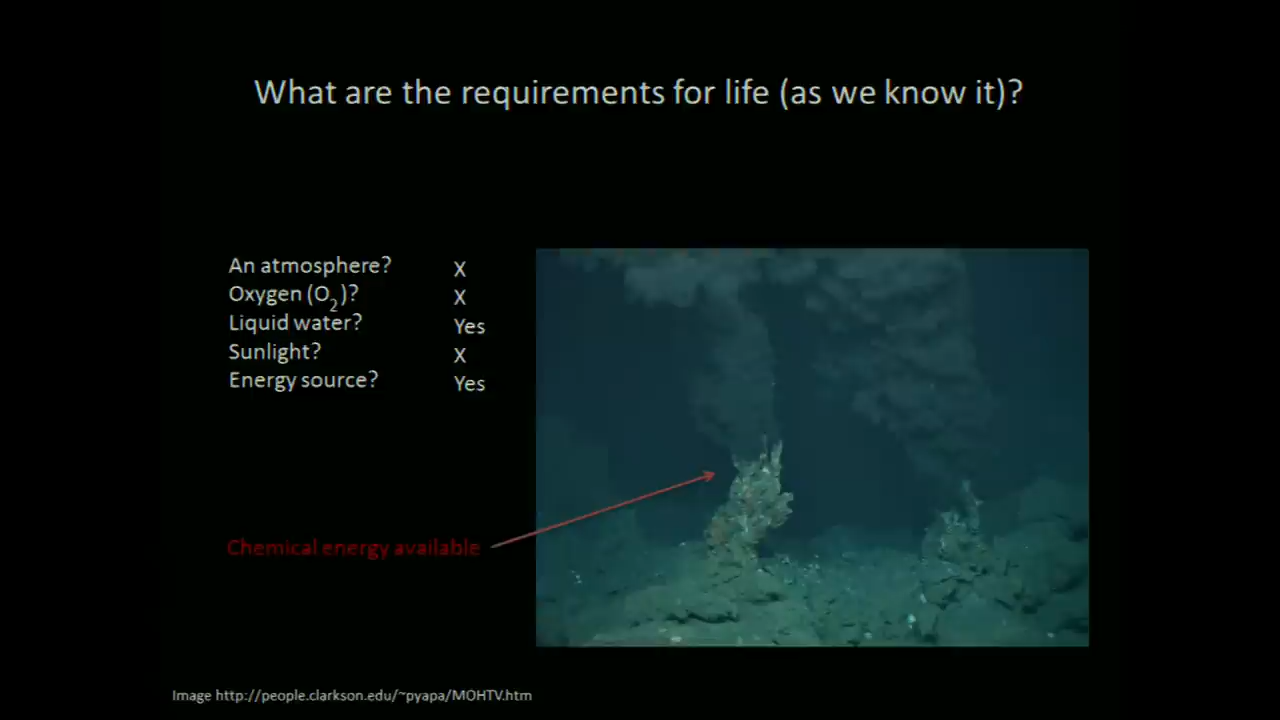 What are the requirements for life (as we know it)?
An atmosphere? X
Oxygen (O2)? X
Liquid water? Yes
Sunlight? X
Energy source? Yes
Chemical energy available
Image http://people.clarkson.edu/~pyapa/MOHTV.htm